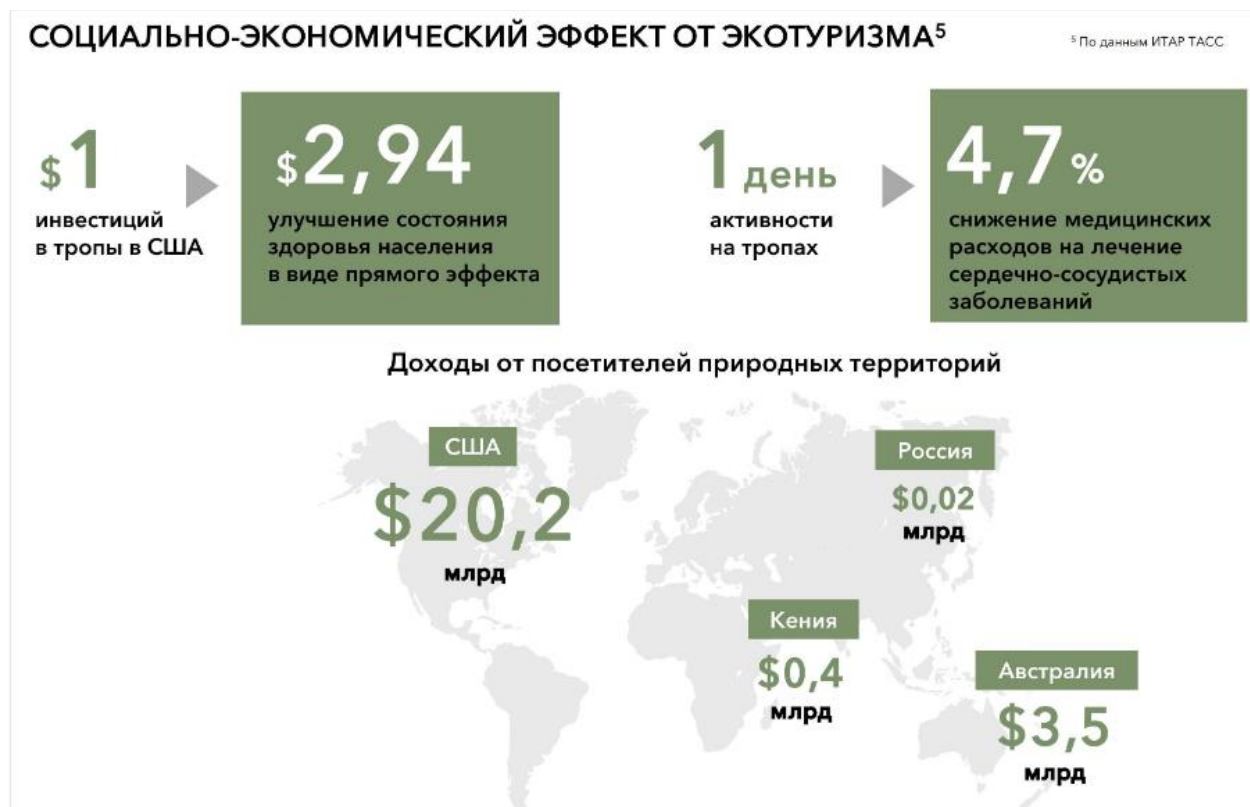 СОЦИАЛЬНО-ЭКОНОМИЧЕСКИЙ ЭФФЕКТ ОТ ЭКОТУРИЗМА⁵
⁵ По данным ИТАР ТАСС
$1
инвестиций
в тропы в США
$2,94
улучшение состояния
здоровья населения
в виде прямого эффекта
1 день
активности
на тропах
4,7 %
снижение медицинских
расходов на лечение
сердечно-сосудистых
заболеваний
Доходы от посетителей природных территорий
США
$20,2
млрд
Россия
$0,02
млрд
Кения
$0,4
млрд
Австралия
$3,5
млрд